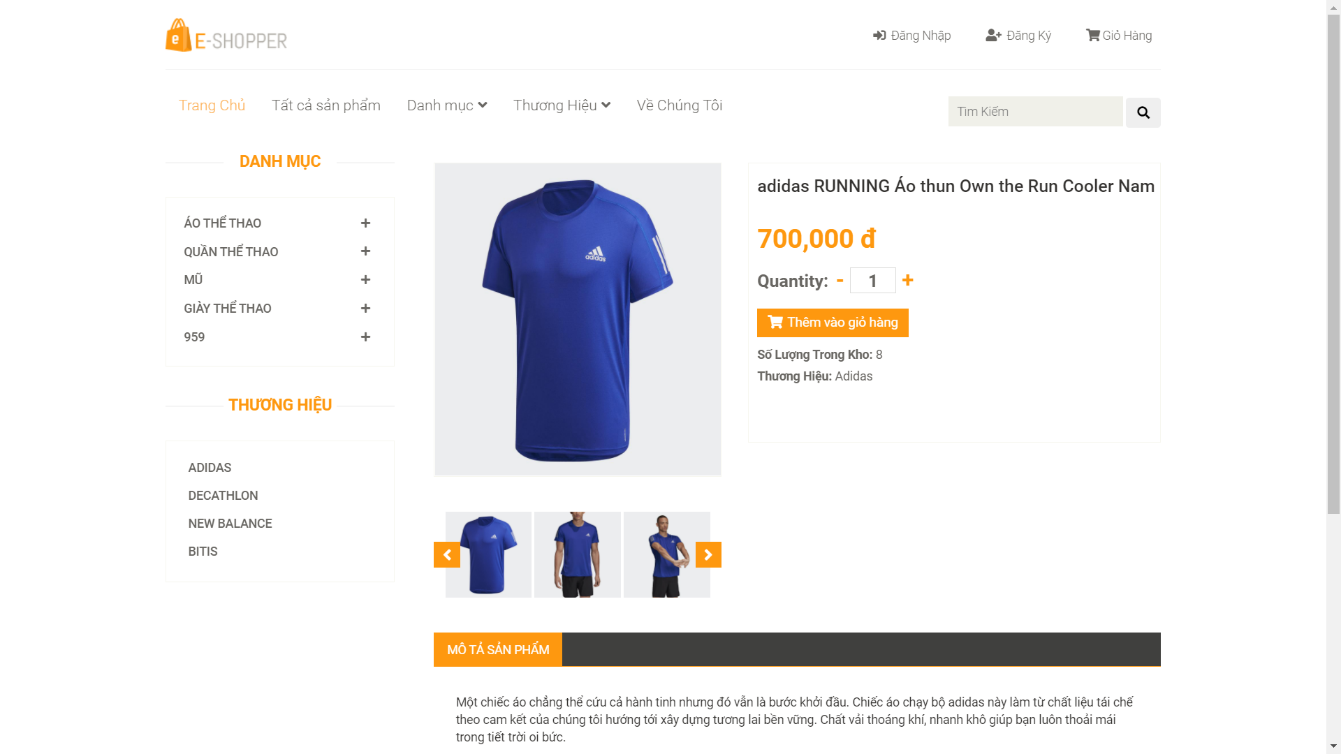 E-SHOPPER
Đăng Nhập
Đăng Ký
Giỏ Hàng
Trang Chủ
Tất cả sản phẩm
Danh mục
Thương Hiệu
Về Chúng Tôi
Tìm Kiếm
DANH MỤC
ÁO THỂ THAO +
QUẦN THỂ THAO +
MŨ +
GIÀY THỂ THAO +
959 +
THƯƠNG HIỆU
ADIDAS
DECATHLON
NEW BALANCE
BITIS
adidas
adidas RUNNING Áo thun Own the Run Cooler Nam
700,000 đ
Quantity: - 1 +
Thêm vào giỏ hàng
Số Lượng Trong Kho: 8
Thương Hiệu: Adidas
MÔ TẢ SẢN PHẨM
Một chiếc áo chẳng thể cứu cả hành tinh nhưng đó vẫn là bước khởi đầu. Chiếc áo chạy bộ adidas này làm từ chất liệu tái chế
theo cam kết của chúng tôi hướng tới xây dựng tương lai bền vững. Chất vải thoáng khí, nhanh khô giúp bạn luôn thoải mái
trong tiết trời oi bức.